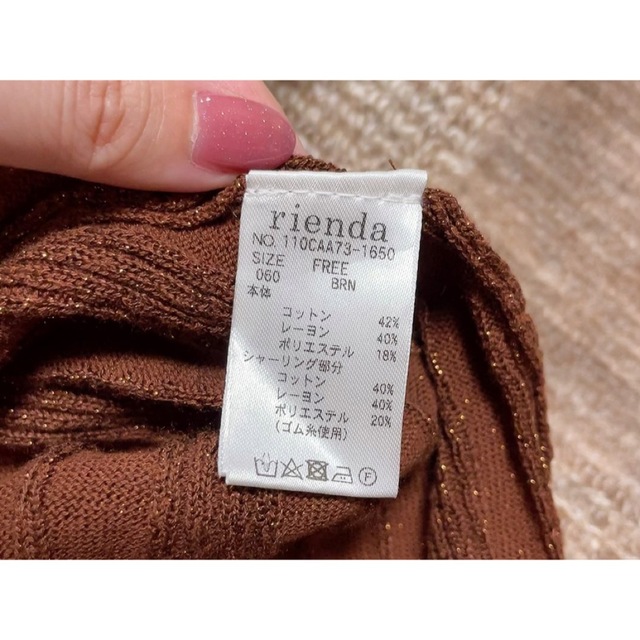 rienda
NO. 110CAA73-1650
SIZE FREE
060 BRN
本体
コットン 42%
レーヨン 40%
ポリエステル 18%
シャーリング部分
コットン 40%
レーヨン 40%
ポリエステル 20%
(ゴム糸使用)
F